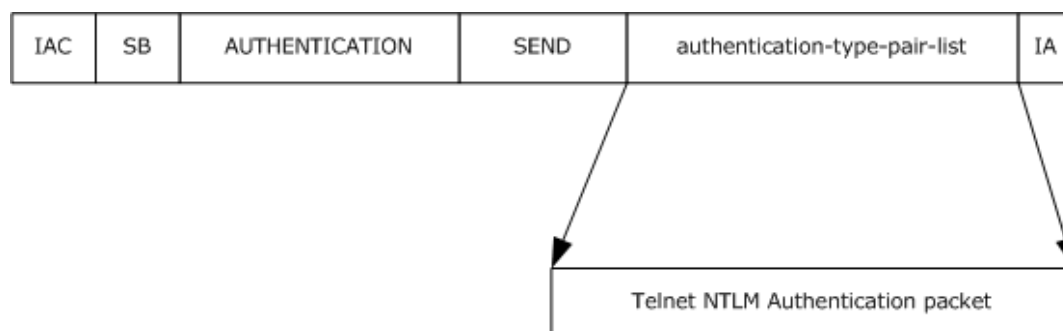 IAC SB AUTHENTICATION SEND authentication-type-pair-list IA
Telnet NTLM Authentication packet